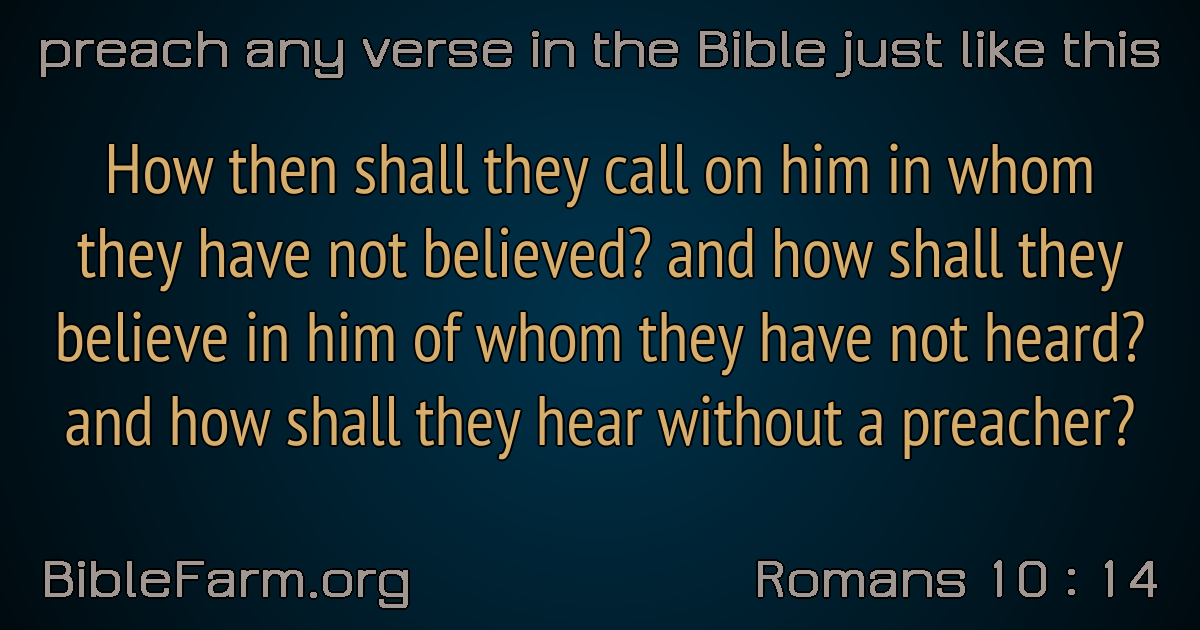 preach any verse in the Bible just like this
How then shall they call on him in whom
they have not believed? and how shall they
believe in him of whom they have not heard?
and how shall they hear without a preacher?
BibleFarm.org
Romans 10 : 14